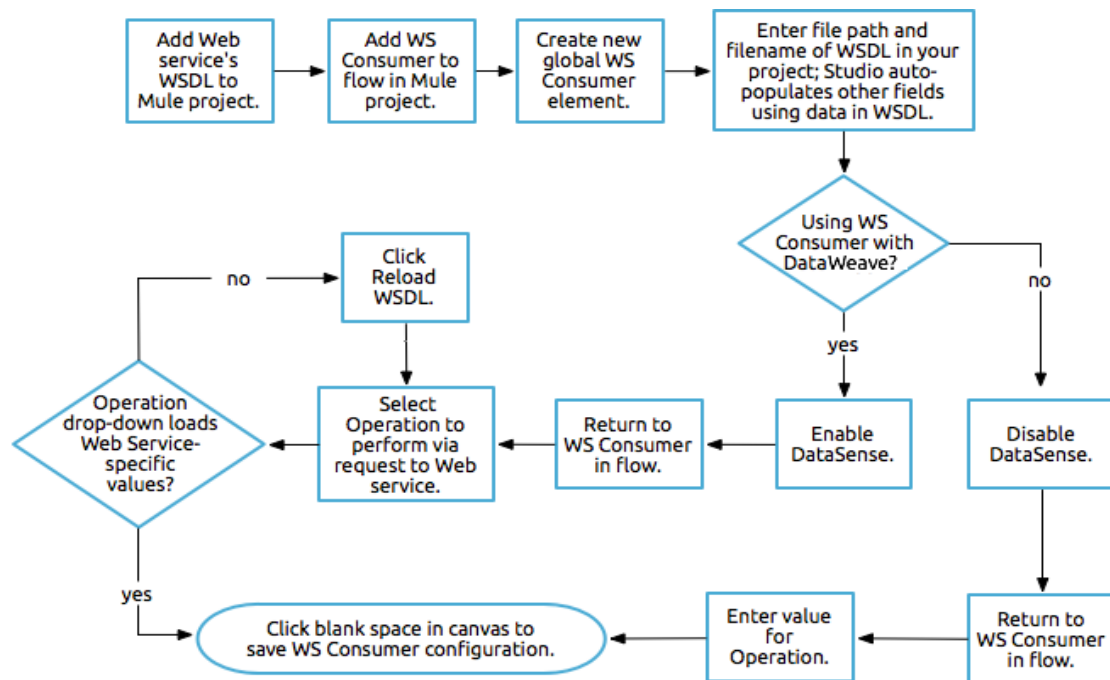 Add Web
service's
WSDL to
Mule project.
Add WS
Consumer to
flow in Mule
project.
Create new
global WS
Consumer
element.
Enter file path and
filename of WSDL in your
project; Studio auto-
populates other fields
using data in WSDL.
Using WS
Consumer with
DataWeave?
no
yes
Click
Reload
WSDL.
no
Operation
drop-down loads
Web Service-
specific
values?
Select
Operation to
perform via
request to Web
service.
Return to
WS Consumer
in flow.
Enable
DataSense.
Disable
DataSense.
yes
Click blank space in canvas to
save WS Consumer configuration.
Enter value
for
Operation.
Return to
WS Consumer
in flow.